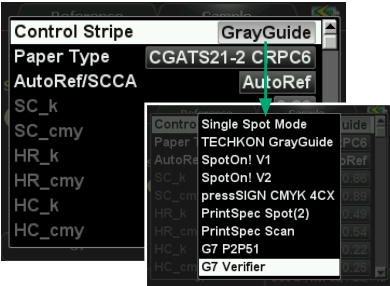 Reference Sample
Control Stripe GrayGuide
Paper Type CGATS21-2 CRPC6
AutoRef/SCCA AutoRef
SC_k
SC_cmy
HR_k
HR_cmy
HC_k
HC_cmy
Single Spot Mode
TECHKON GrayGuide
SpotOn! V1
SpotOn! V2
pressSIGN CMYK 4CX
PrintSpec Spot(2)
PrintSpec Scan
G7 P2P51
G7 Verifier